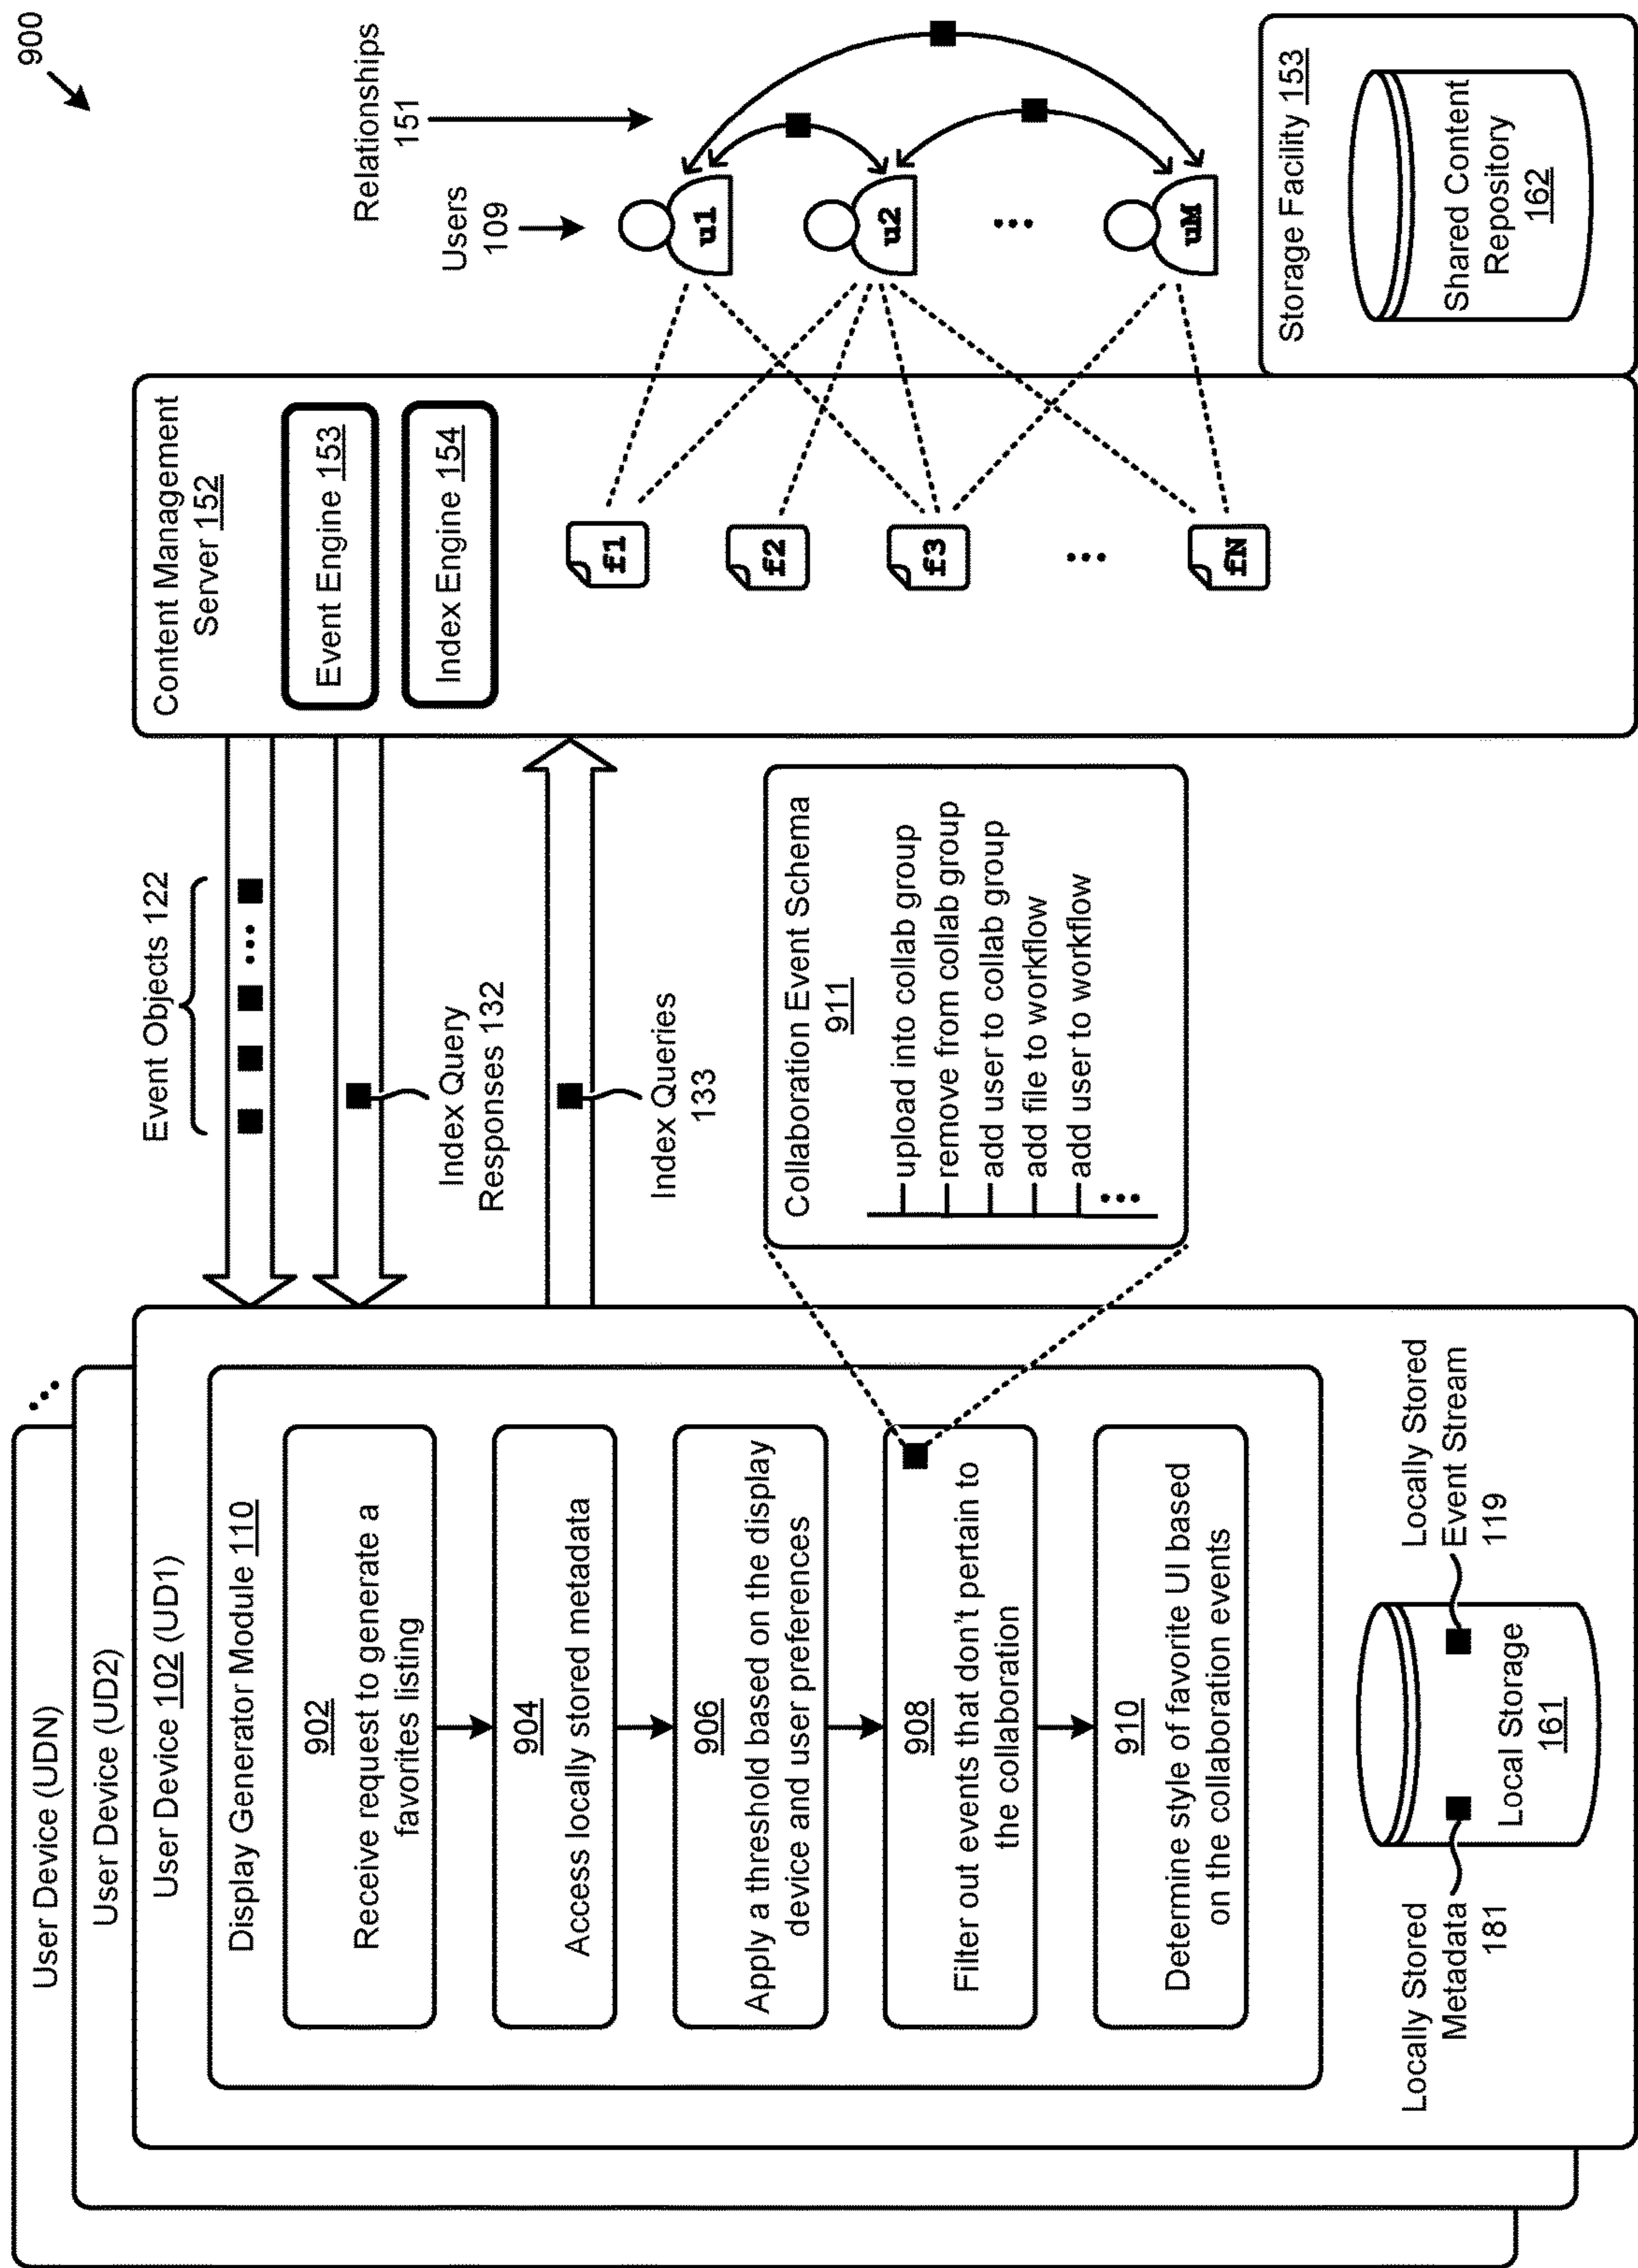 900
User Device (UDN)
User Device (UD2)
User Device 102 (UD1)
Display Generator Module 110
902
Receive request to generate a
favorites listing
904
Access locally stored metadata
906
Apply a threshold based on the display
device and user preferences
908
Filter out events that don't pertain to
the collaboration
910
Determine style of favorite UI based
on the collaboration events
Locally Stored
Metadata
181
Local Storage
161
Locally Stored
Event Stream
119
Event Objects 122
Index Query
Responses 132
Index Queries
133
Collaboration Event Schema
911
upload into collab group
remove from collab group
add user to collab group
add file to workflow
add user to workflow
Content Management
Server 152
Event Engine 153
Index Engine 154
f1
f2
f3
fN
Users
109
Relationships
151
u1
u2
uM
Storage Facility 153
Shared Content
Repository
162